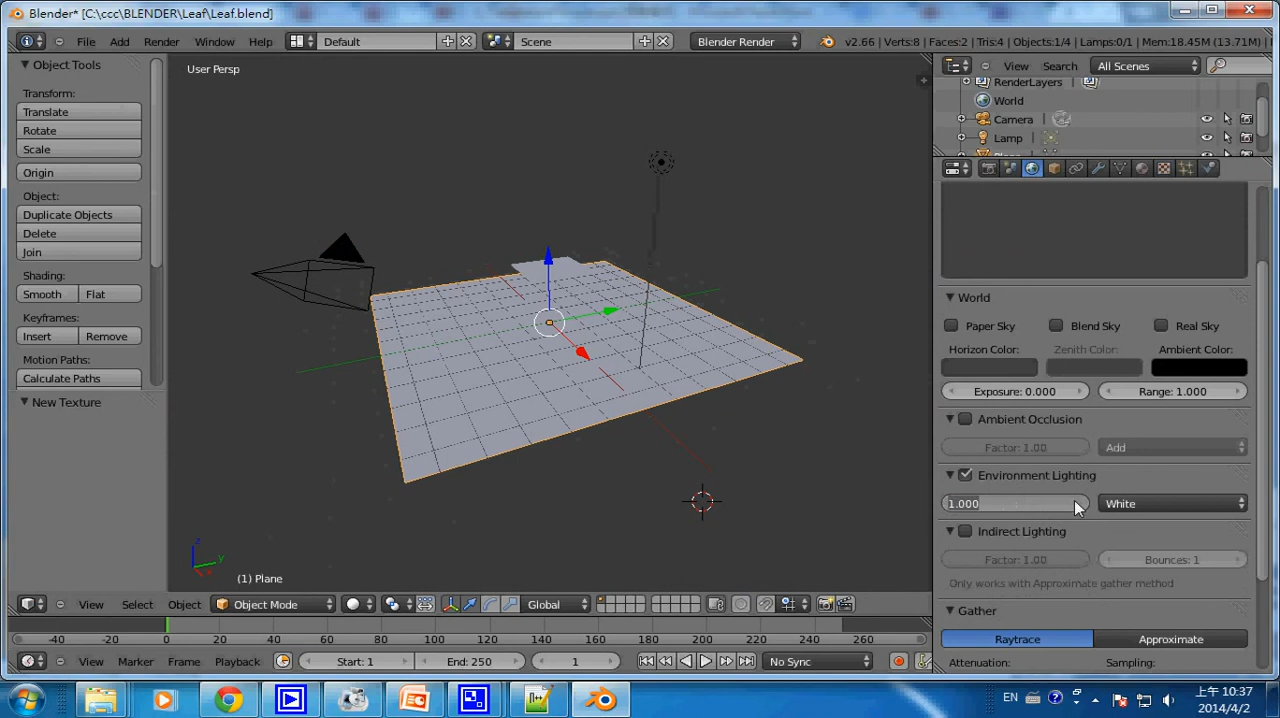 Blender* [C:\ccc\BLENDER\Leaf\Leaf.blend]
File Add Render Window Help Default Scene Blender Render v2.66 | Verts:8 | Faces:2 | Tris:4 | Objects:1/4 | Lamps:0/1 | Mem:18.45M (13.71M)
Object Tools
Transform:
Translate
Rotate
Scale
Origin
Object:
Duplicate Objects
Delete
Join
Shading:
Smooth Flat
Keyframes:
Insert Remove
Motion Paths:
Calculate Paths
New Texture
User Persp
(1) Plane
View Select Object Object Mode Global
-40 -20 0 20 40 60 80 100 120 140 160 180 200 220 240 260
View Marker Frame Playback Start: 1 End: 250 1 No Sync
View Search All Scenes
RenderLayers
World
Camera
Lamp
World
Paper Sky Blend Sky Real Sky
Horizon Color: Zenith Color: Ambient Color:
Exposure: 0.000 Range: 1.000
Ambient Occlusion
Factor: 1.00 Add
Environment Lighting
1.000 White
Indirect Lighting
Factor: 1.00 Bounces: 1
Only works with Approximate gather method
Gather
Raytrace Approximate
Attenuation: Sampling:
EN
上午 10:37
2014/4/2